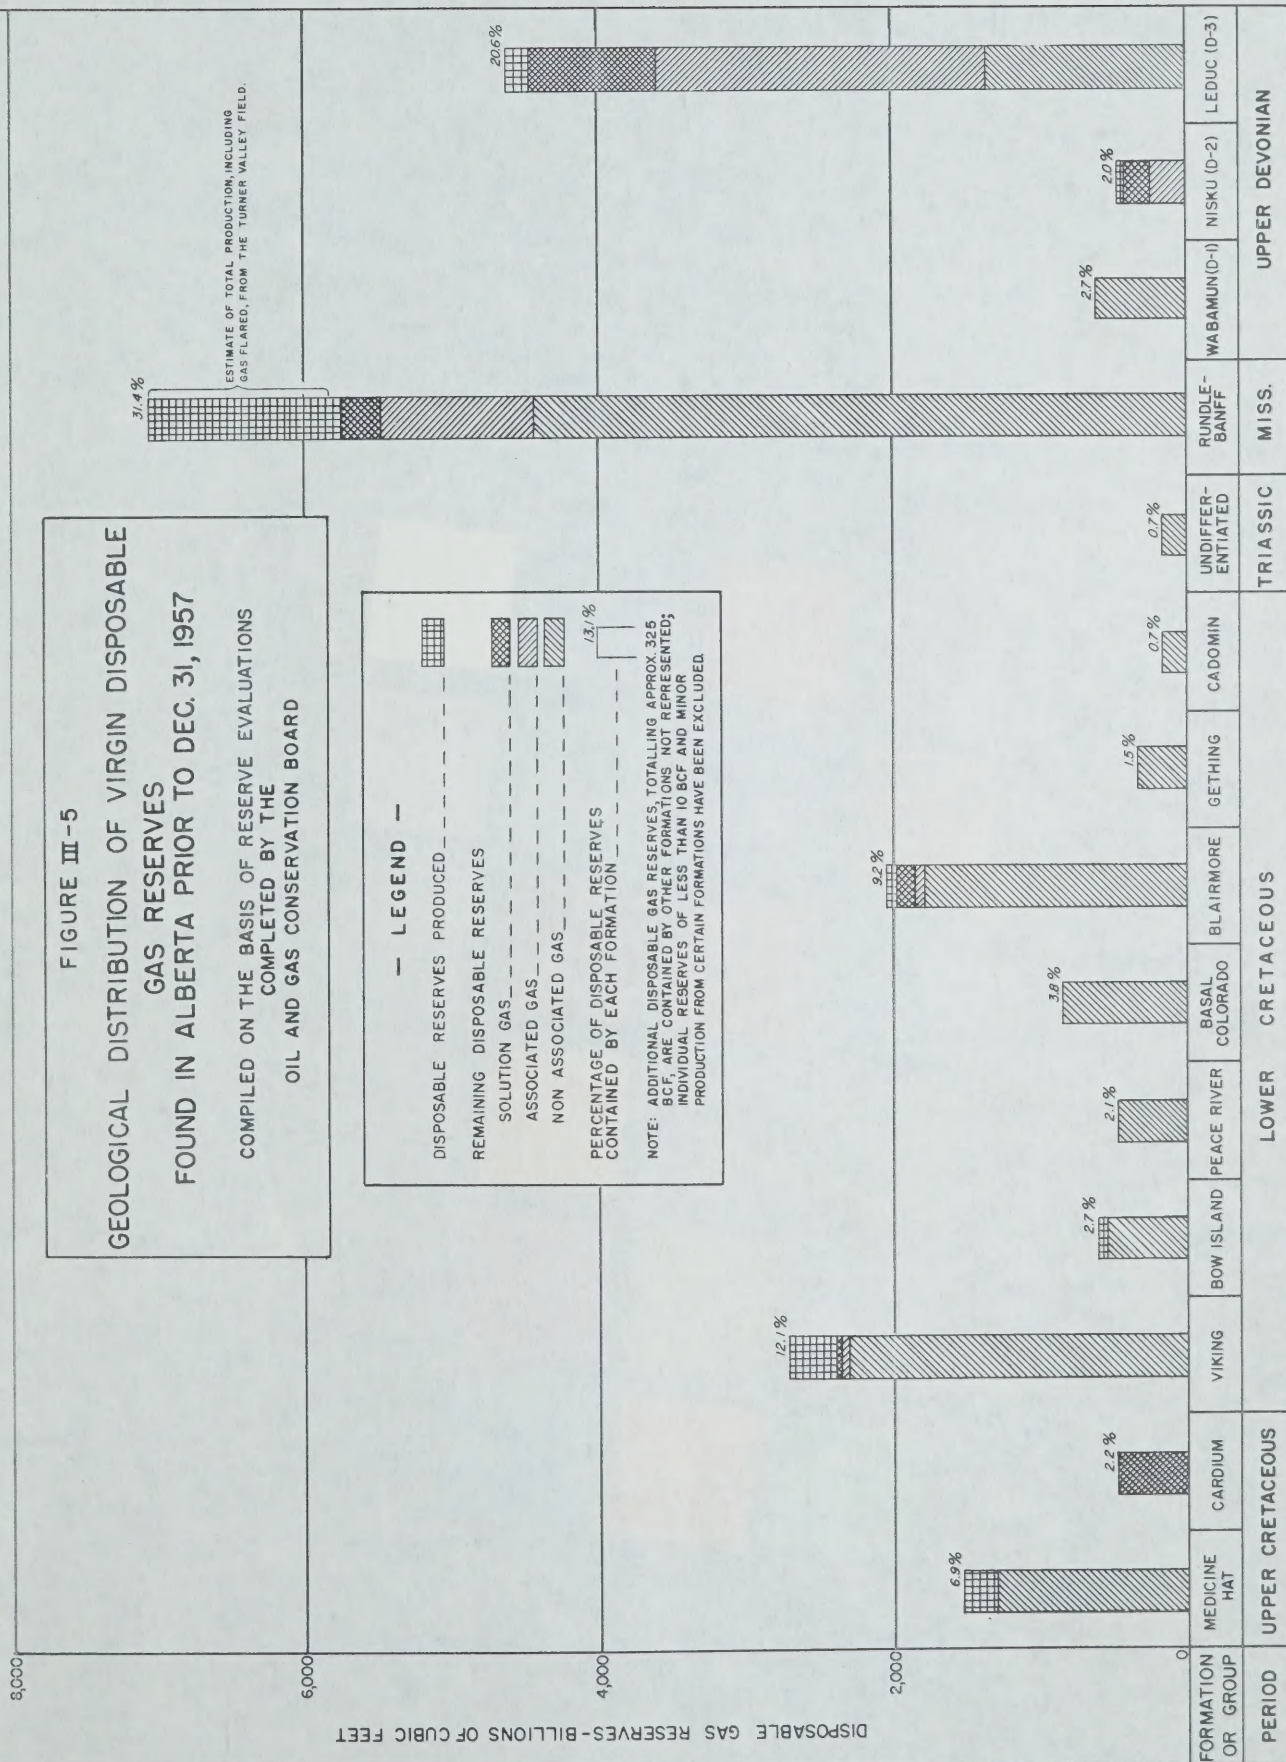 FIGURE III-5
GEOLOGICAL DISTRIBUTION OF VIRGIN DISPOSABLE
GAS RESERVES
FOUND IN ALBERTA PRIOR TO DEC. 31, 1957
COMPILED ON THE BASIS OF RESERVE EVALUATIONS
COMPLETED BY THE
OIL AND GAS CONSERVATION BOARD
— LEGEND —
DISPOSABLE RESERVES PRODUCED
REMAINING DISPOSABLE RESERVES
SOLUTION GAS
ASSOCIATED GAS
NON ASSOCIATED GAS
PERCENTAGE OF DISPOSABLE RESERVES
CONTAINED BY EACH FORMATION
13.1%
NOTE: ADDITIONAL DISPOSABLE GAS RESERVES, TOTALLING APPROX. 325
BCF, ARE CONTAINED BY OTHER FORMATIONS NOT REPRESENTED;
INDIVIDUAL RESERVES OF LESS THAN 10 BCF AND MINOR
PRODUCTION FROM CERTAIN FORMATIONS HAVE BEEN EXCLUDED.
ESTIMATE OF TOTAL PRODUCTION, INCLUDING
GAS FLARED, FROM THE TURNER VALLEY FIELD.
DISPOSABLE GAS RESERVES-BILLIONS OF CUBIC FEET
8,000
6,000
4,000
2,000
0
6.9%
2.2%
12.1%
2.7%
2.1%
3.8%
9.2%
1.5%
0.7%
0.7%
31.4%
2.7%
2.0%
20.6%
FORMATION
OR GROUP
MEDICINE
HAT
CARDIUM
VIKING
BOW ISLAND
PEACE RIVER
BASAL
COLORADO
BLAIRMORE
GETHING
CADOMIN
UNDIFFER-
ENTIATED
RUNDLE-
BANFF
WABAMUN (D-1)
NISKU (D-2)
LEDUC (D-3)
PERIOD
UPPER CRETACEOUS
LOWER CRETACEOUS
TRIASSIC
MISS.
UPPER DEVONIAN